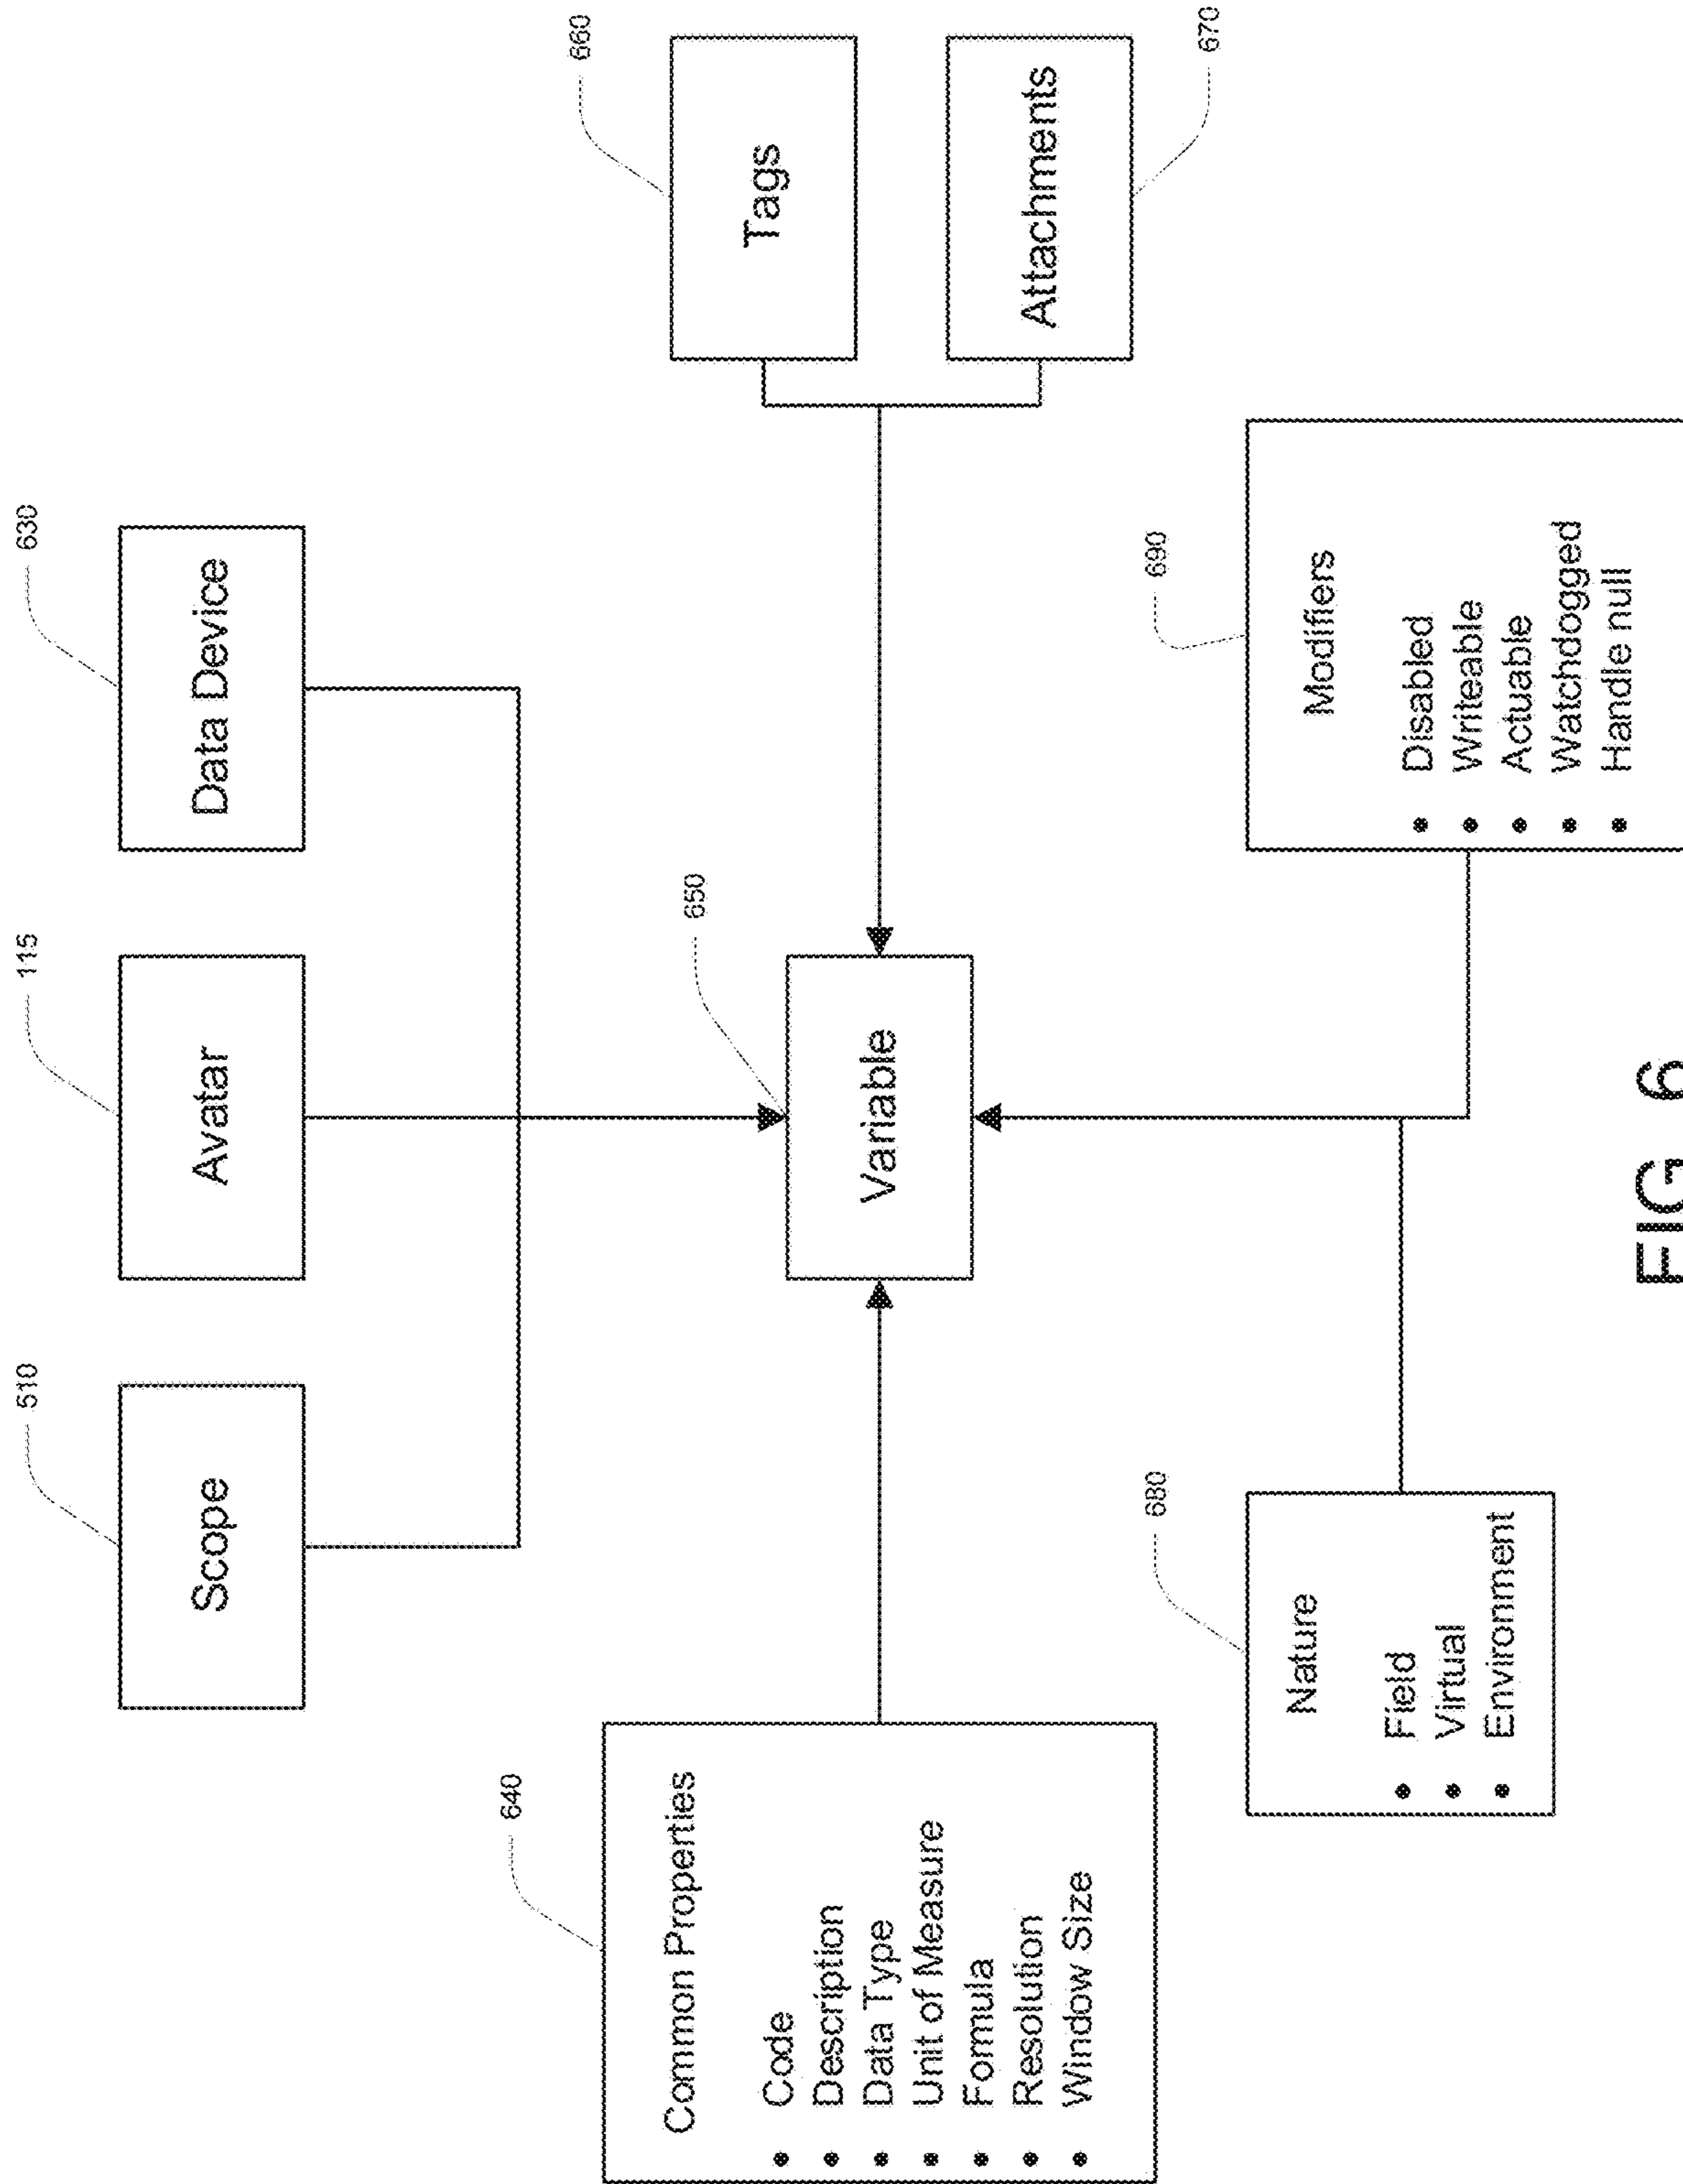 510
Scope
115
Avatar
630
Data Device
640
Common Properties
• Code
• Description
• Data Type
• Unit of Measure
• Formula
• Resolution
• Window Size
650
Variable
660
Tags
670
Attachments
680
Nature
• Field
• Virtual
• Environment
690
Modifiers
• Disabled
• Writeable
• Actuable
• Watchdogged
• Handle null
FIG 6